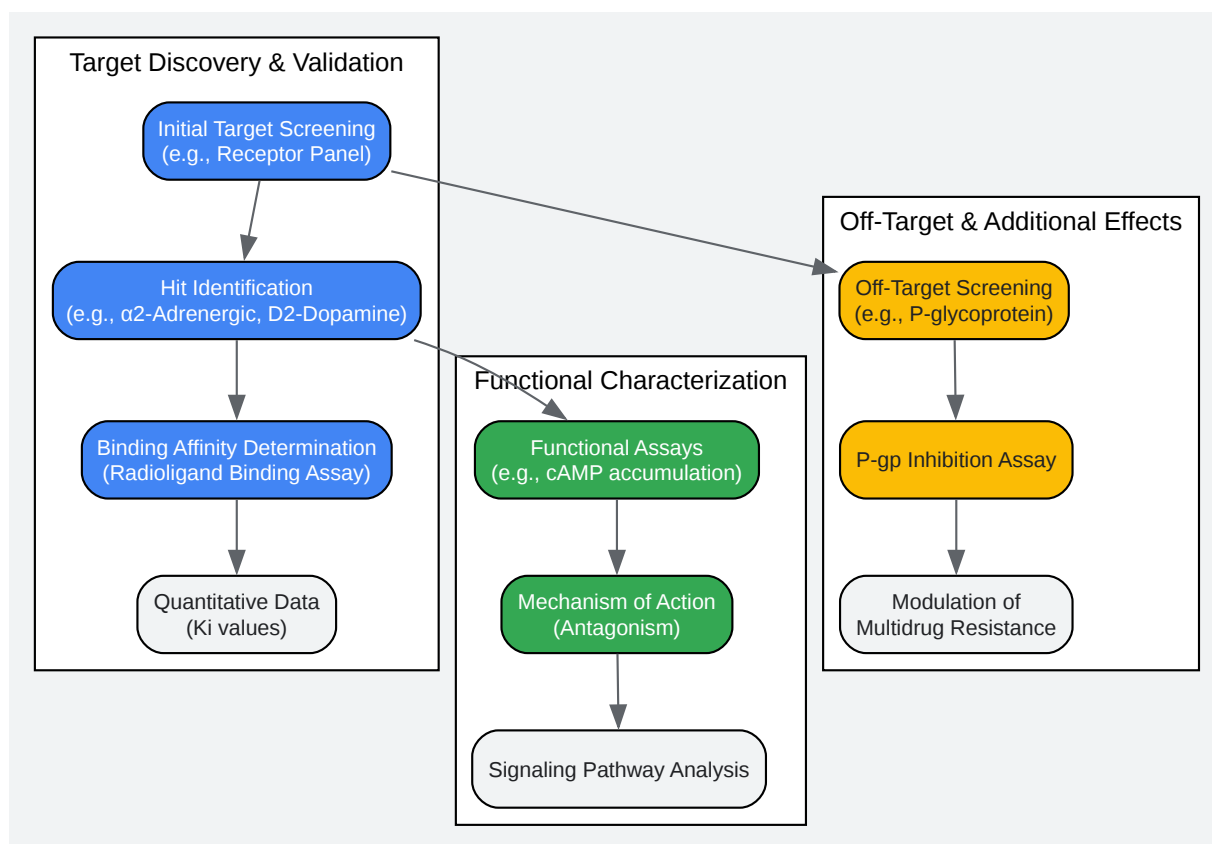 Target Discovery & Validation
Initial Target Screening
(e.g., Receptor Panel)
Hit Identification
(e.g., α2-Adrenergic, D2-Dopamine)
Binding Affinity Determination
(Radioligand Binding Assay)
Quantitative Data
(Ki values)
Functional Characterization
Functional Assays
(e.g., cAMP accumulation)
Mechanism of Action
(Antagonism)
Signaling Pathway Analysis
Off-Target & Additional Effects
Off-Target Screening
(e.g., P-glycoprotein)
P-gp Inhibition Assay
Modulation of
Multidrug Resistance